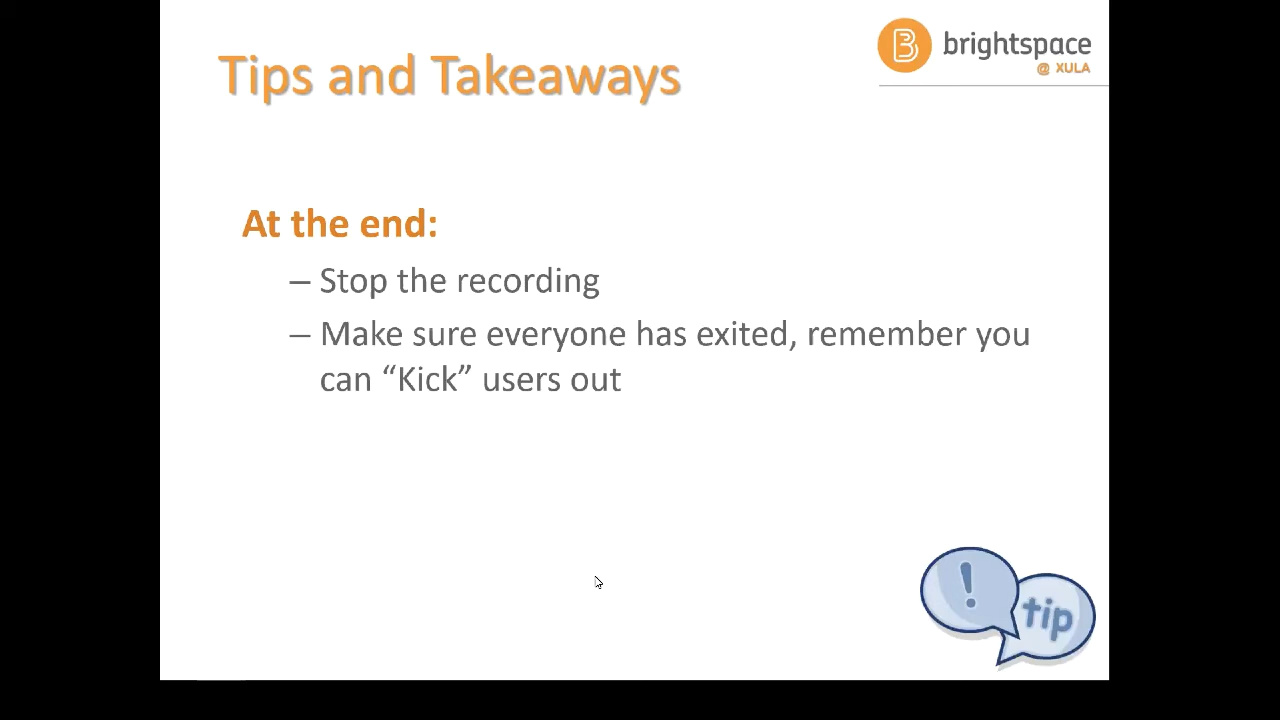 Tips and Takeaways
brightspace
@ XULA
At the end:
– Stop the recording
– Make sure everyone has exited, remember you
can “Kick” users out
!
tip